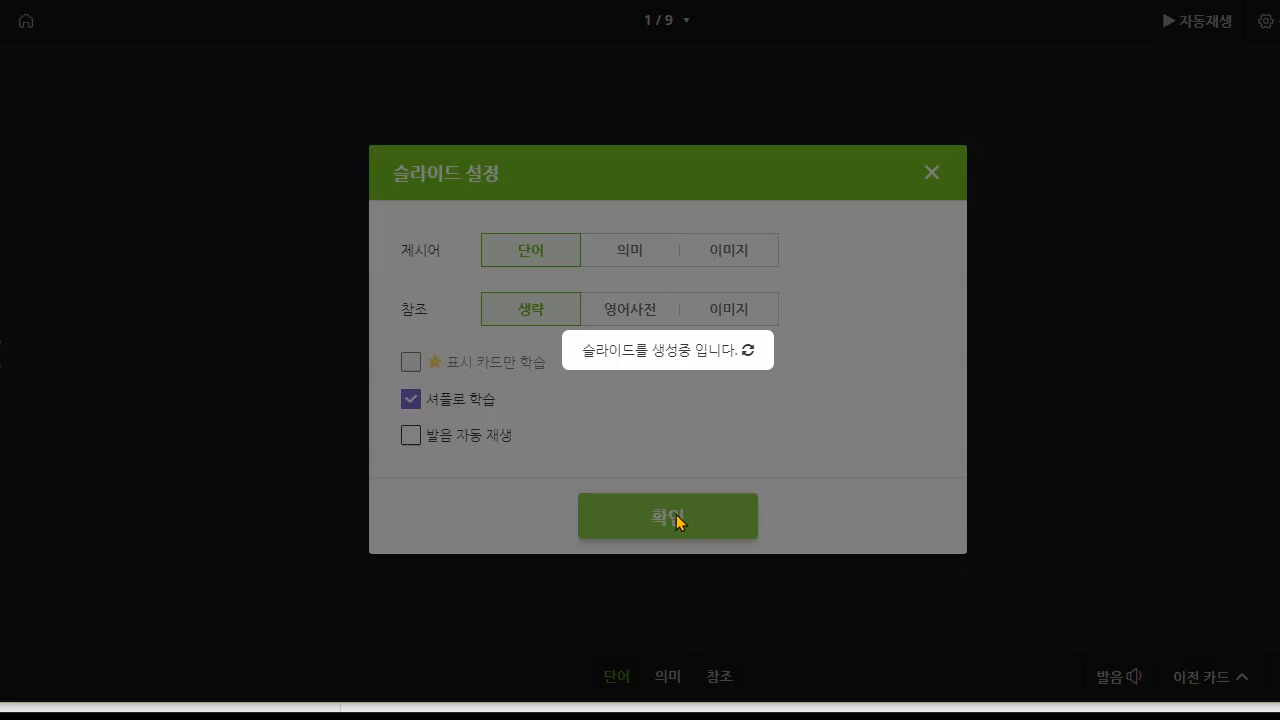 1 / 9
자동재생
슬라이드 설정
제시어 단어 의미 이미지
참조 생략 영어사전 이미지
슬라이드를 생성중 입니다.
표시 카드만 학습
셔플로 학습
발음 자동 재생
확인
단어 의미 참조
발음 이전 카드